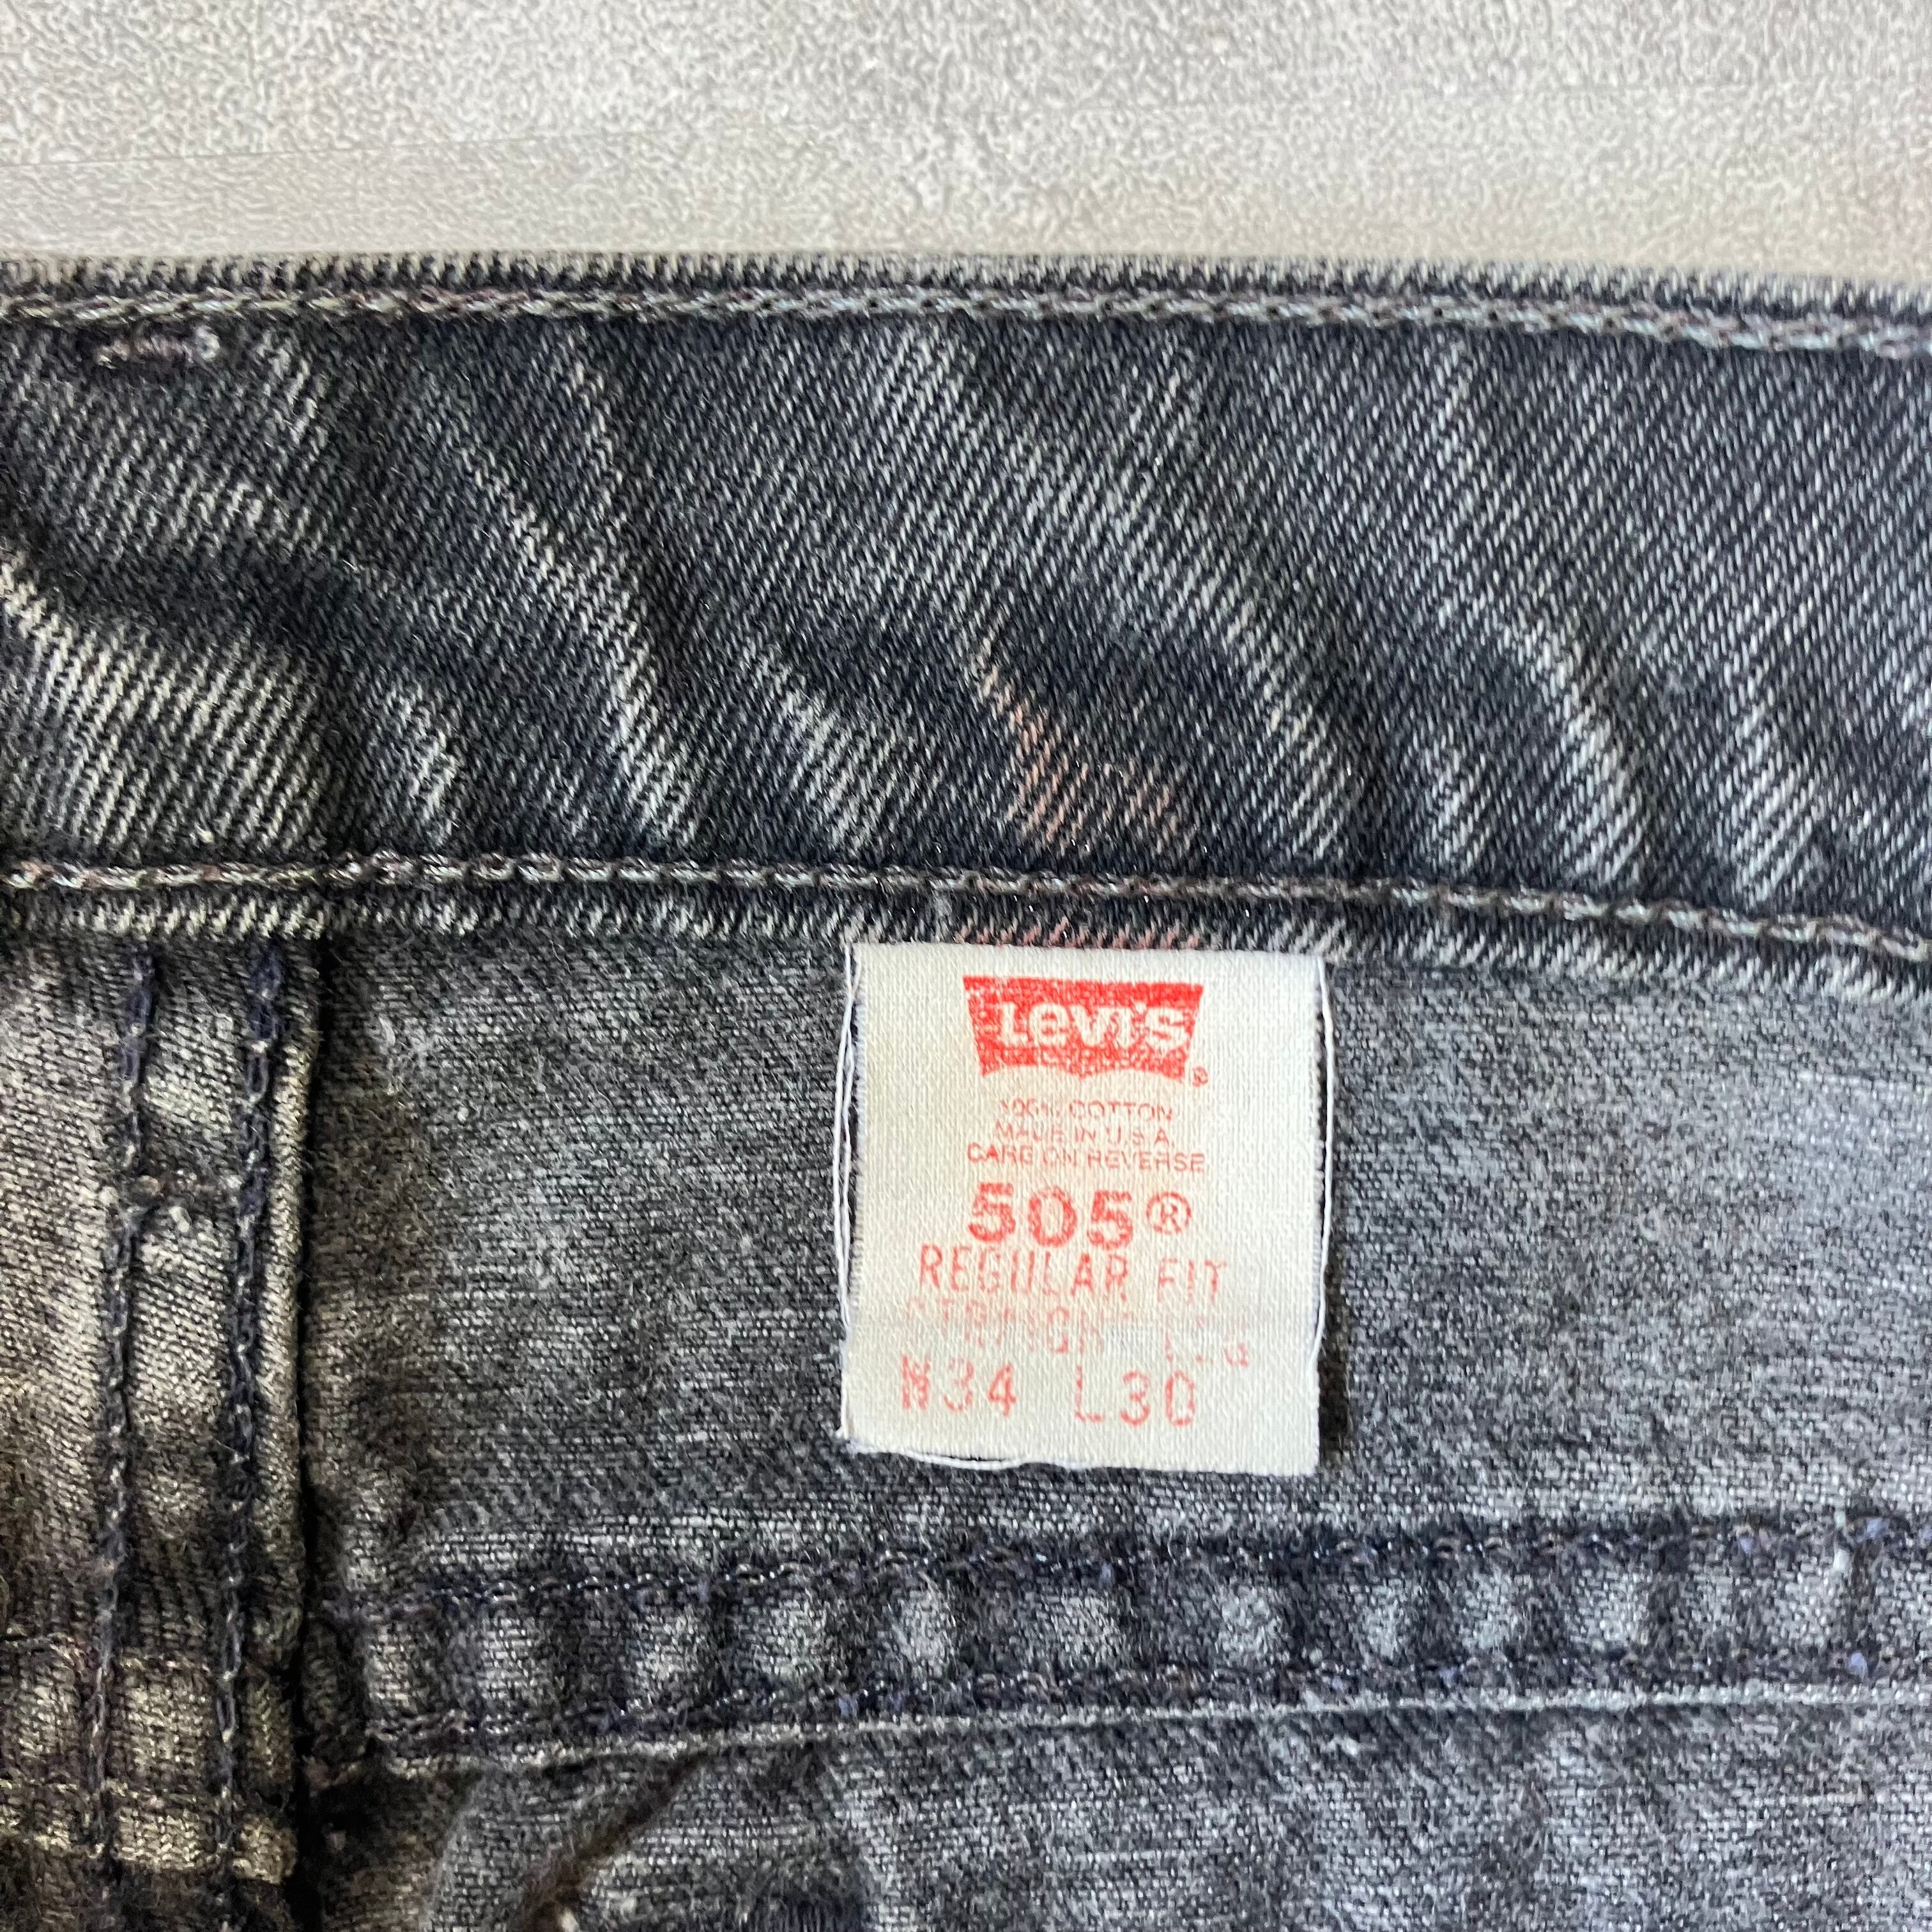 Levi's ®
100% COTTON
MADE IN U.S.A.
CARE ON REVERSE
505®
REGULAR FIT
W34 L30